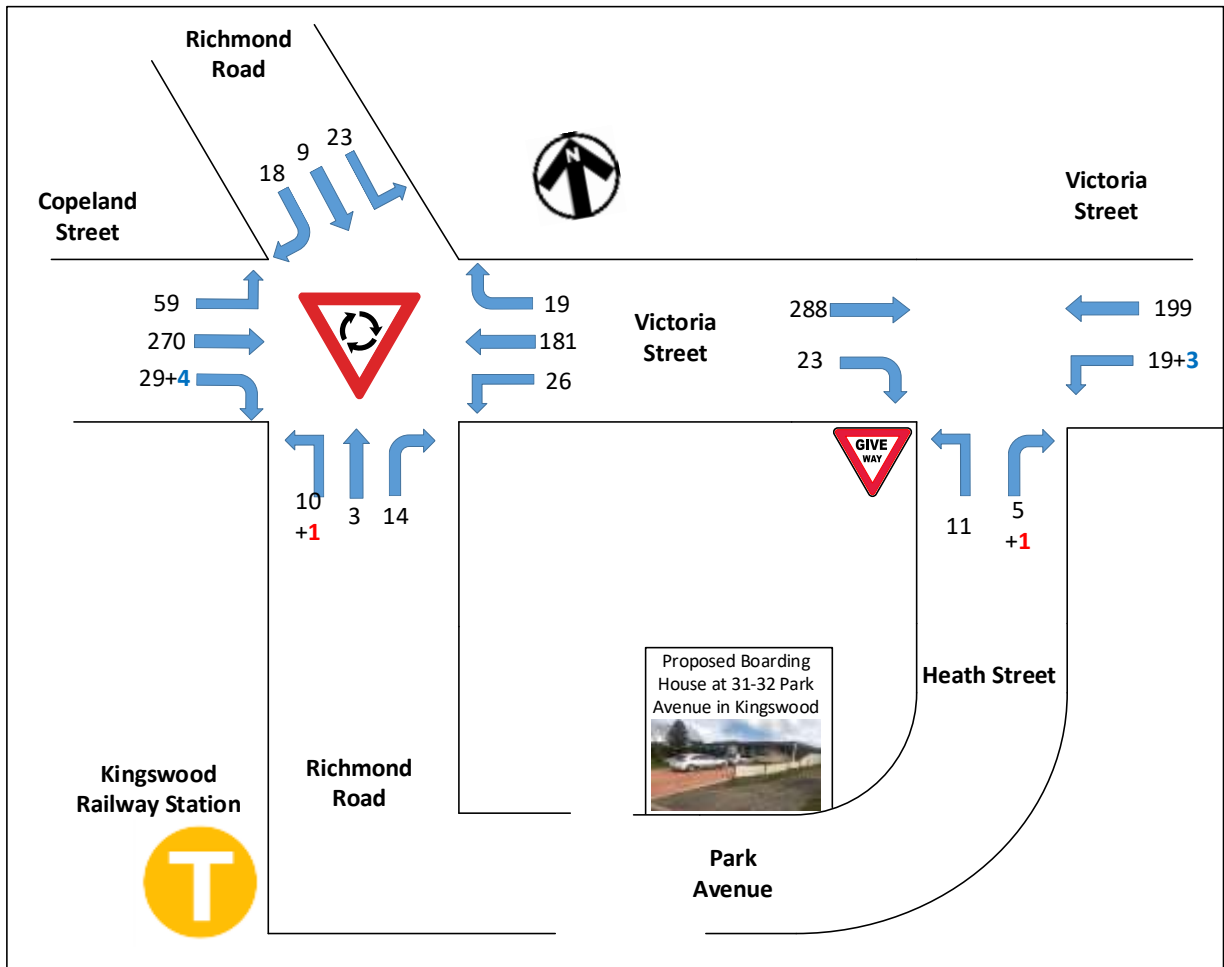 Richmond
Road
23
9
18
N
Copeland
Street
Victoria
Street
59
270
29+4
19
181
26
Victoria
Street
288
23
199
19+3
GIVE
WAY
10
+1
3
14
11
5
+1
Proposed Boarding
House at 31-32 Park
Avenue in Kingswood
Heath Street
Kingswood
Railway Station
T
Richmond
Road
Park
Avenue